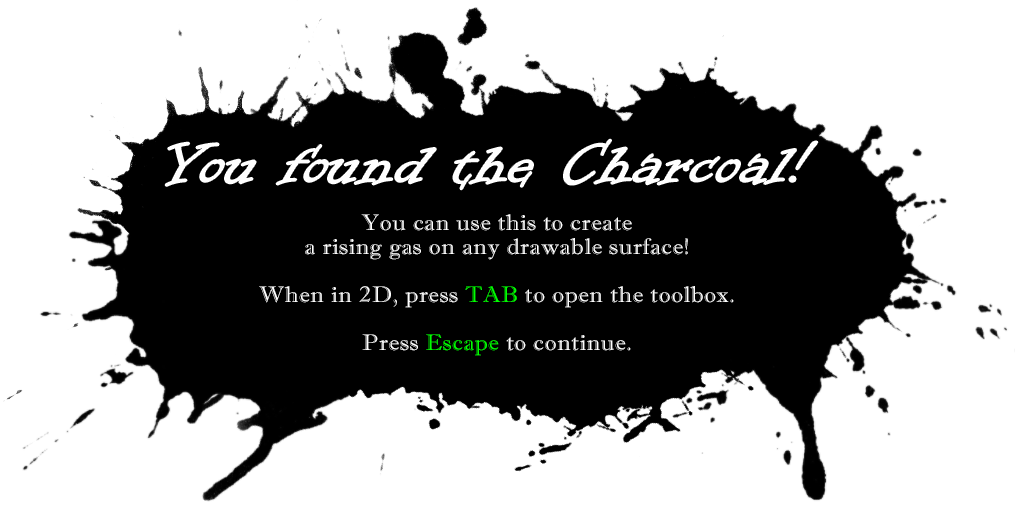 You found the Charcoal!
You can use this to create
a rising gas on any drawable surface!
When in 2D, press TAB to open the toolbox.
Press Escape to continue.